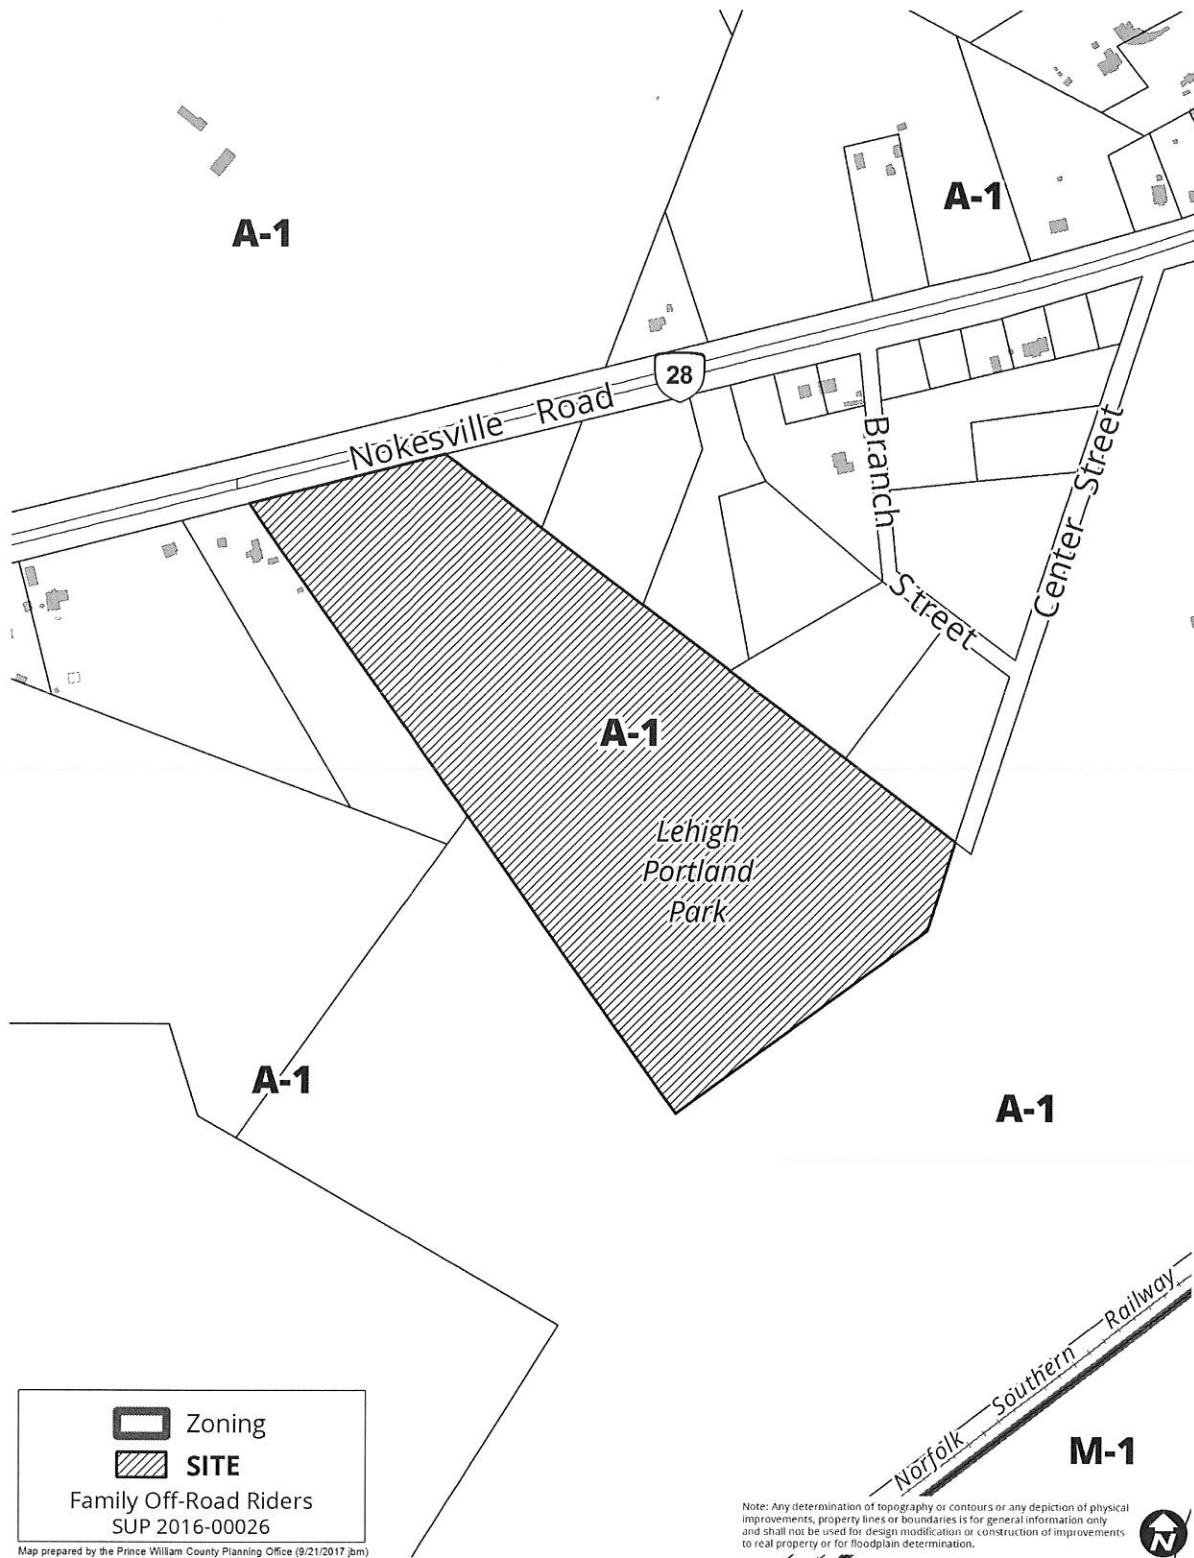 A-1
A-1
28
Nokesville Road
Branch
Street
Center Street
A-1
Lehigh
Portland
Park
A-1
A-1
Norfolk Southern Railway
M-1
Zoning
SITE
Family Off-Road Riders
SUP 2016-00026
Map prepared by the Prince William County Planning Office (9/21/2017 jbm)
Note: Any determination of topography or contours or any depiction of physical
improvements, property lines or boundaries is for general information only
and shall not be used for design modification or construction of improvements
to real property or for floodplain determination.
N